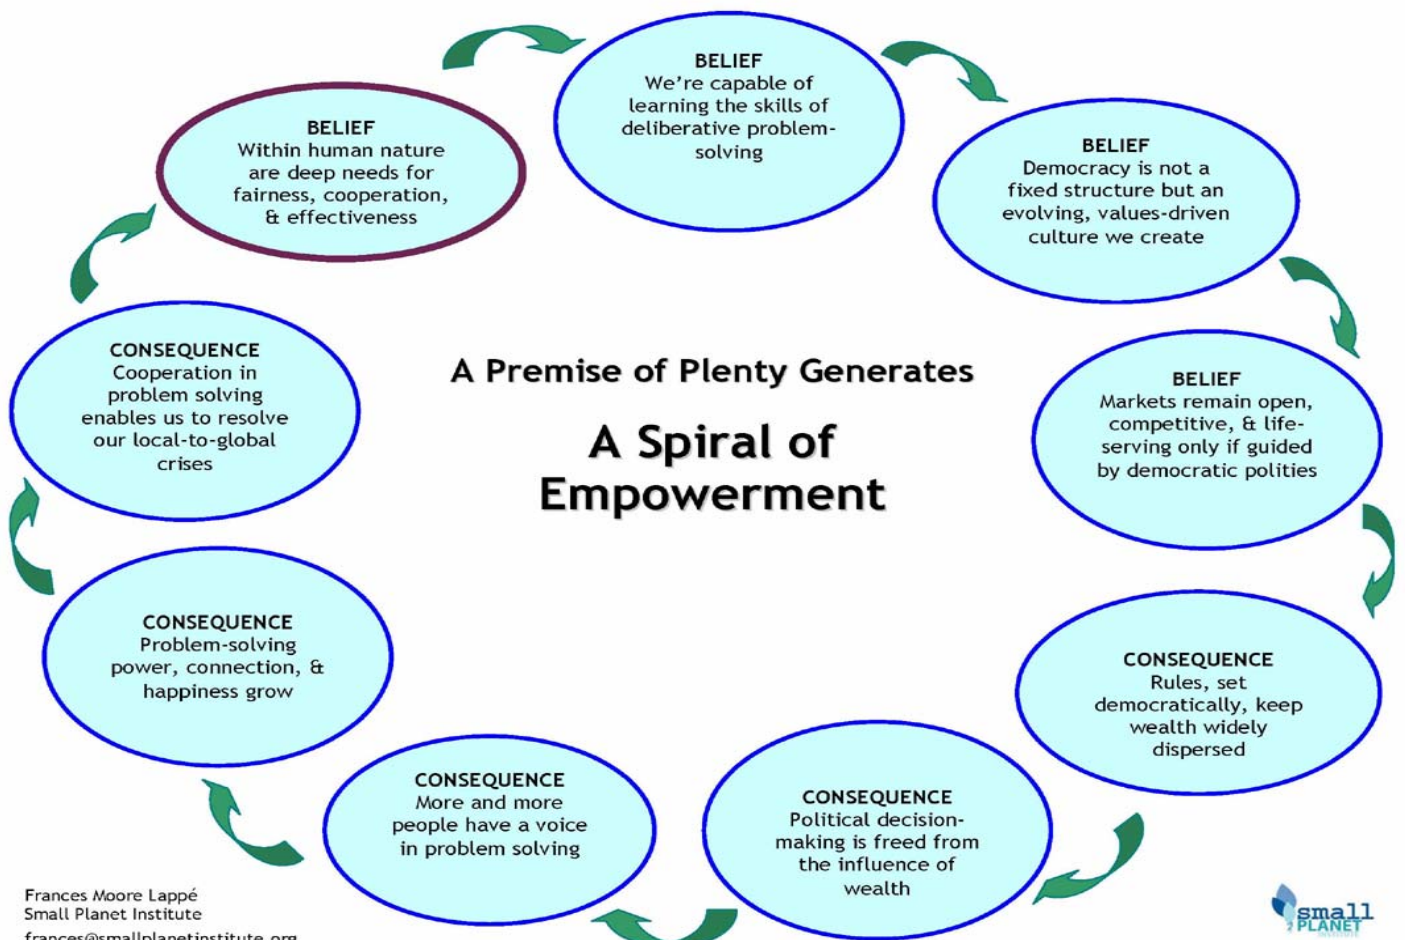 BELIEF
We're capable of
learning the skills of
deliberative problem-
solving
BELIEF
Within human nature
are deep needs for
fairness, cooperation,
& effectiveness
BELIEF
Democracy is not a
fixed structure but an
evolving, values-driven
culture we create
BELIEF
Markets remain open,
competitive, & life-
serving only if guided
by democratic polities
CONSEQUENCE
Rules, set
democratically, keep
wealth widely
dispersed
CONSEQUENCE
Political decision-
making is freed from
the influence of
wealth
CONSEQUENCE
More and more
people have a voice
in problem solving
CONSEQUENCE
Problem-solving
power, connection, &
happiness grow
CONSEQUENCE
Cooperation in
problem solving
enables us to resolve
our local-to-global
crises
A Premise of Plenty Generates
A Spiral of
Empowerment
Frances Moore Lappé
Small Planet Institute
frances@smallplanetinstitute.org
small
PLANET
INSTITUTE